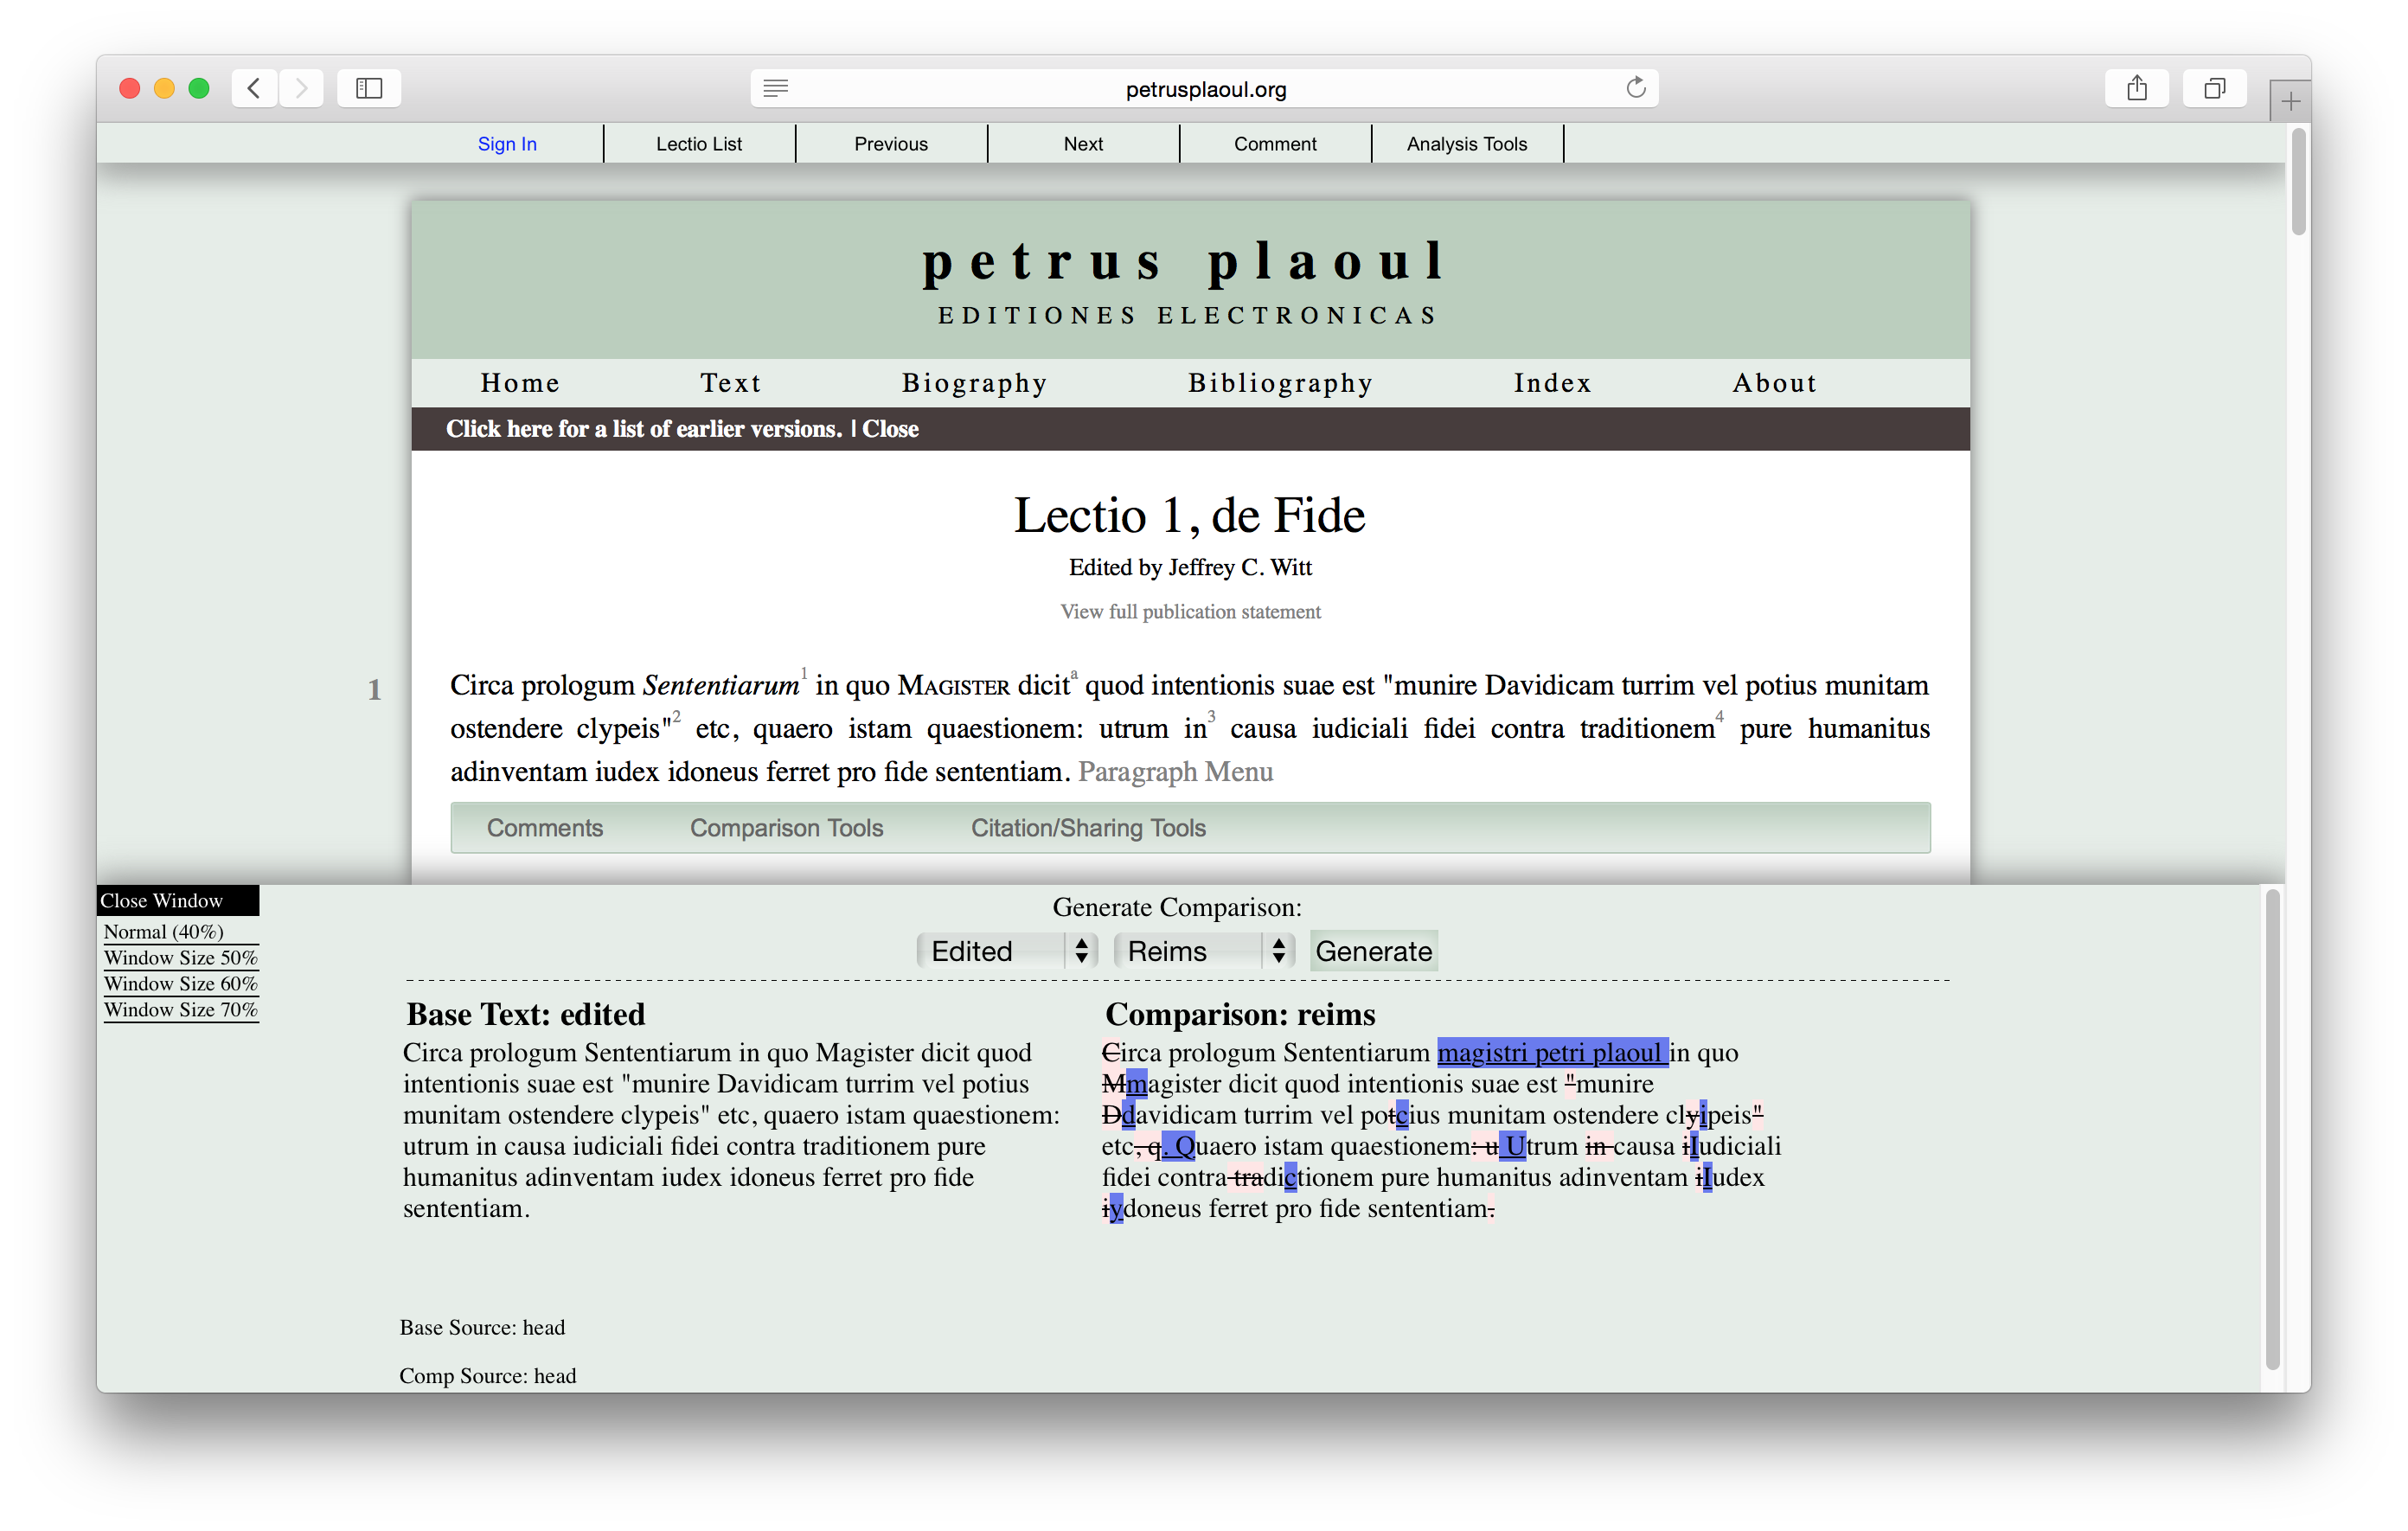 petrusplaoul.org
Sign In
Lectio List
Previous
Next
Comment
Analysis Tools
petrus plaoul
EDITIONES ELECTRONICAS
Home
Text
Biography
Bibliography
Index
About
Click here for a list of earlier versions. | Close
Lectio 1, de Fide
Edited by Jeffrey C. Witt
View full publication statement
1
Circa prologum Sententiarum1 in quo MAGISTER dicita quod intentionis suae est "munire Davidicam turrim vel potius munitam
ostendere clypeis"2 etc, quaero istam quaestionem: utrum in3 causa iudiciali fidei contra traditionem4 pure humanitus
adinventam iudex idoneus ferret pro fide sententiam. Paragraph Menu
Comments
Comparison Tools
Citation/Sharing Tools
Close Window
Normal (40%)
Window Size 50%
Window Size 60%
Window Size 70%
Generate Comparison:
Edited
Reims
Generate
Base Text: edited
Circa prologum Sententiarum in quo Magister dicit quod
intentionis suae est "munire Davidicam turrim vel potius
munitam ostendere clypeis" etc, quaero istam quaestionem:
utrum in causa iudiciali fidei contra traditionem pure
humanitus adinventam iudex idoneus ferret pro fide
sententiam.
Comparison: reims
Circa prologum Sententiarum magistri petri plaoul in quo
Mmagister dicit quod intentionis suae est "munire
Ddavidicam turrim vel potcius munitam ostendere clyipeis"
etc, q. Quaero istam quaestionem: u Utrum in causa iIudiciali
fidei contra tradictionem pure humanitus adinventam iIudex
iydoneus ferret pro fide sententiam.
Base Source: head
Comp Source: head